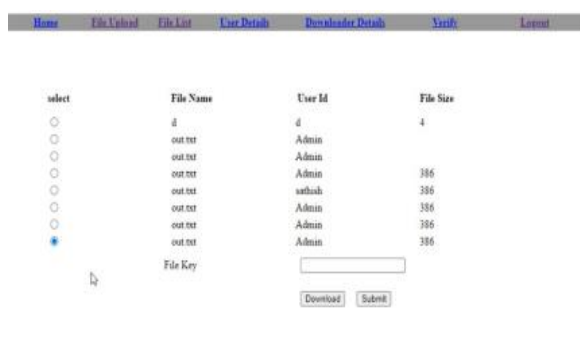 Home File Upload File List User Details Downloader Details Verify Logout
select File Name User Id File Size
d d 4
out.txt Admin
out.txt Admin
out.txt Admin 386
out.txt sathish 386
out.txt Admin 386
out.txt Admin 386
out.txt Admin 386
File Key
Download Submit